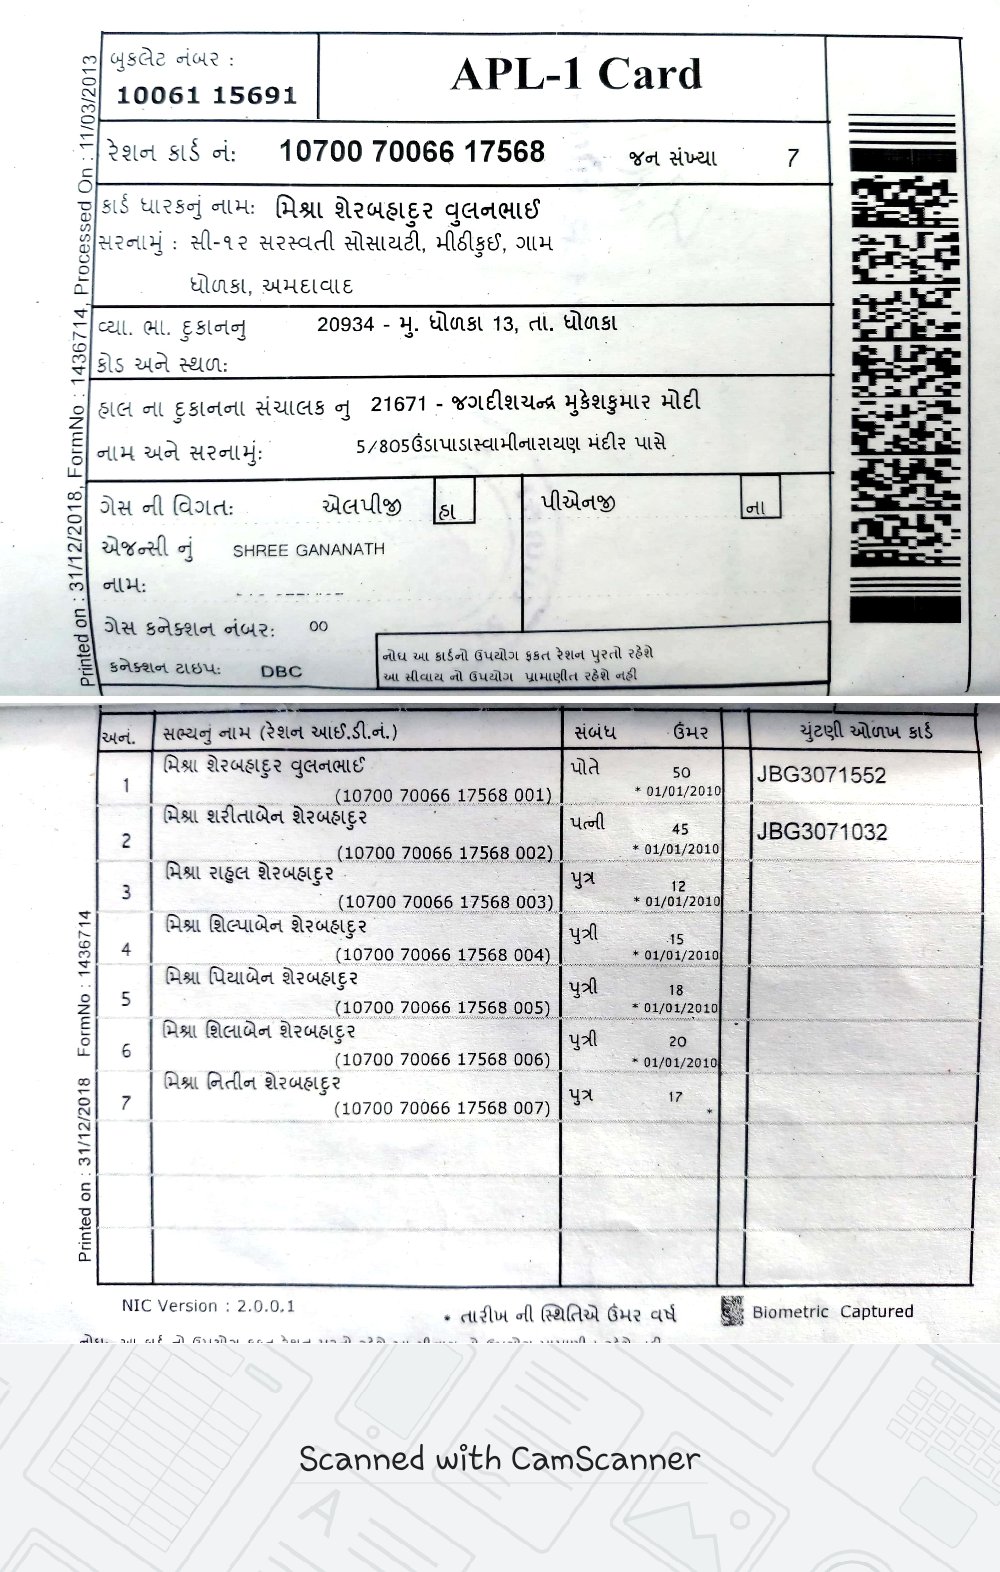 બુકલેટ નંબર :
10061 15691
APL-1 Card
રેશન કાર્ડ નં: 10700 70066 17568 જન સંખ્યા 7
કાર્ડ ધારકનું નામ: મિશ્રા શેરબહાદુર વુલનભાઈ
સરનામું : સી-૧૨ સરસ્વતી સોસાયટી, મીઠીકુઈ, ગામ
ધોળકા, અમદાવાદ
વ્યા. ભા. દુકાનનુ 20934 - મુ. ધોળકા 13, તા. ધોળકા
કોડ અને સ્થળ:
હાલ ના દુકાનના સંચાલક નુ 21671 - જગદીશચન્દ્ર મુકેશકુમાર મોદી
નામ અને સરનામું: 5/805ઉંડાપાડાસ્વામીનારાયણ મંદીર પાસે
ગેસ ની વિગત: એલપીજી હા પીએનજી ના
એજન્સી નું SHREE GANANATH
નામ:
ગેસ કનેક્શન નંબર: 00
કનેક્શન ટાઇપ: DBC
નોધ આ કાર્ડનો ઉપયોગ ફકત રેશન પુરતો રહેશે
આ સીવાય નો ઉપયોગ પ્રામાણીત રહેશે નહી
Printed on : 31/12/2018, FormNo : 1436714, Processed On : 11/03/2013
અનં. સભ્યનું નામ (રેશન આઈ.ડી.નં.) સંબંધ ઉંમર ચુંટણી ઓળખ કાર્ડ
1 મિશ્રા શેરબહાદુર વુલનભાઈ પોતે 50 JBG3071552
(10700 70066 17568 001) * 01/01/2010
2 મિશ્રા શરીતાબેન શેરબહાદુર પત્ની 45 JBG3071032
(10700 70066 17568 002) * 01/01/2010
3 મિશ્રા રાહુલ શેરબહાદુર પુત્ર 12
(10700 70066 17568 003) * 01/01/2010
4 મિશ્રા શિલ્પાબેન શેરબહાદુર પુત્રી 15
(10700 70066 17568 004) * 01/01/2010
5 મિશ્રા પિયાબેન શેરબહાદુર પુત્રી 18
(10700 70066 17568 005) * 01/01/2010
6 મિશ્રા શિલાબેન શેરબહાદુર પુત્રી 20
(10700 70066 17568 006) * 01/01/2010
7 મિશ્રા નિતીન શેરબહાદુર પુત્ર 17
(10700 70066 17568 007) *
Printed on : 31/12/2018 FormNo : 1436714
NIC Version : 2.0.0.1 * તારીખ ની સ્થિતિએ ઉંમર વર્ષ Biometric Captured
Scanned with CamScanner